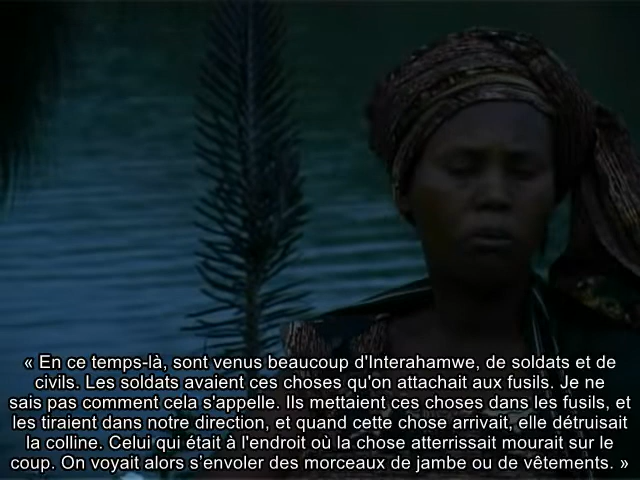 « En ce temps-là, sont venus beaucoup d'Interahamwe, de soldats et de
civils. Les soldats avaient ces choses qu'on attachait aux fusils. Je ne
sais pas comment cela s'appelle. Ils mettaient ces choses dans les fusils, et
les tiraient dans notre direction, et quand cette chose arrivait, elle détruisait
la colline. Celui qui était à l'endroit où la chose atterrissait mourait sur le
coup. On voyait alors s’envoler des morceaux de jambe ou de vêtements. »